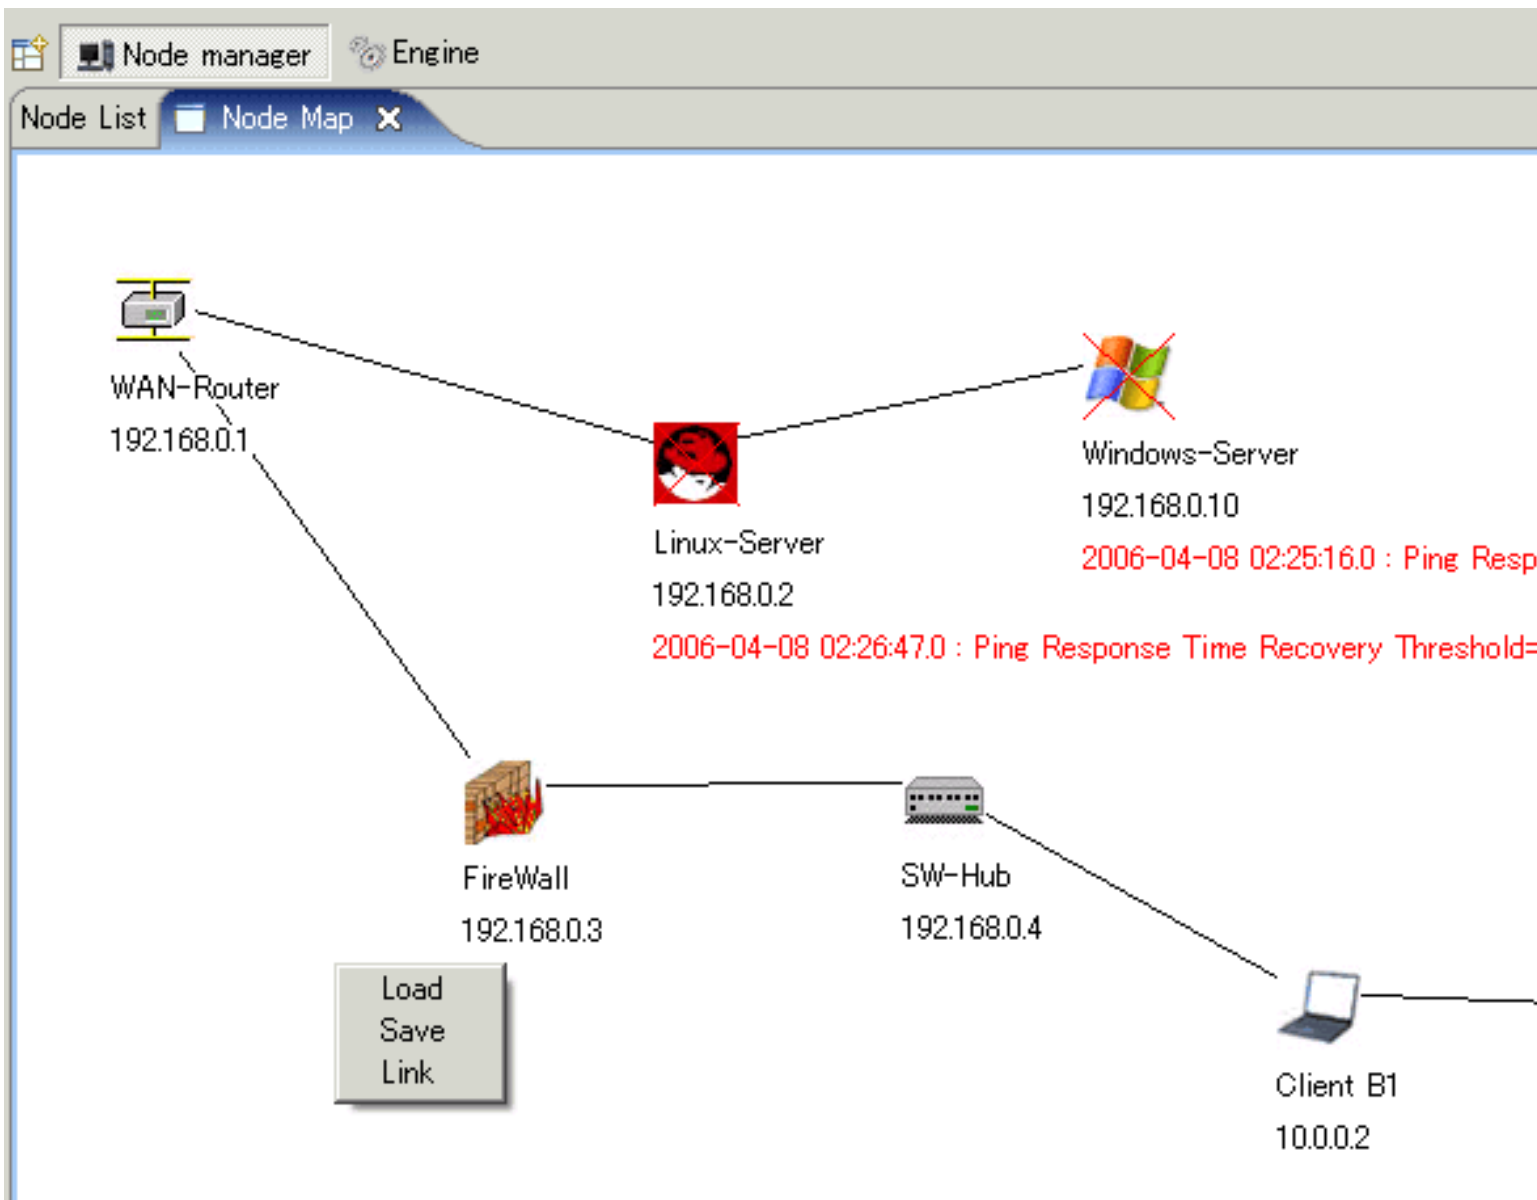 Node manager Engine
Node List Node Map
WAN-Router
192.168.0.1
Windows-Server
192.168.0.10
2006-04-08 02:25:16.0 : Ping Resp
Linux-Server
192.168.0.2
2006-04-08 02:26:47.0 : Ping Response Time Recovery Threshold=
FireWall
192.168.0.3
SW-Hub
192.168.0.4
Load
Save
Link
Client B1
10.0.0.2